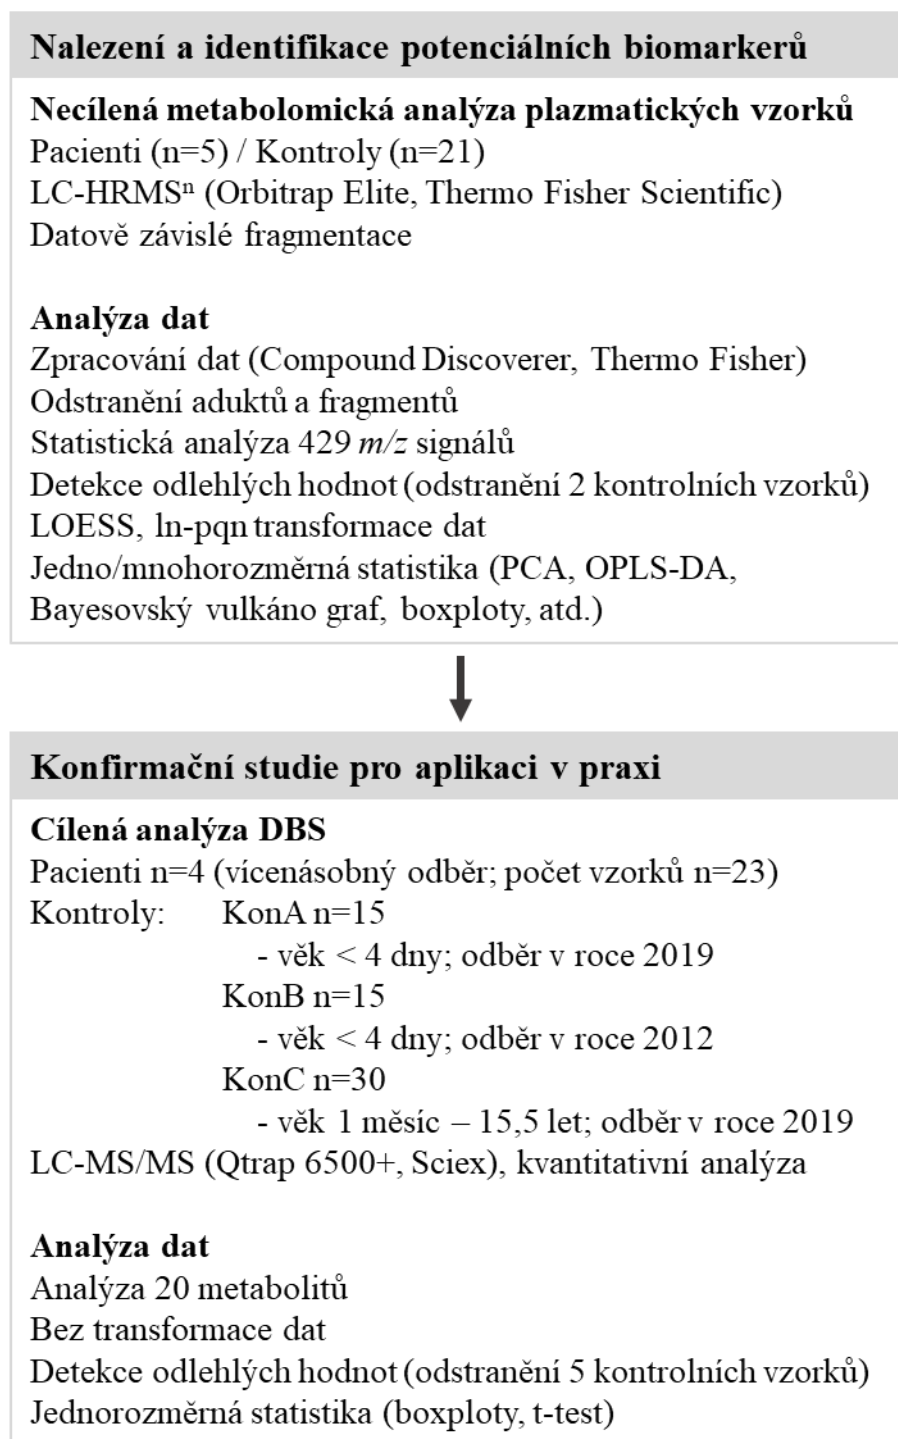 Nalezení a identifikace potenciálních biomarkerů
Necílená metabolomická analýza plazmatických vzorků
Pacienti (n=5) / Kontroly (n=21)
LC-HRMSⁿ (Orbitrap Elite, Thermo Fisher Scientific)
Datově závislé fragmentace
Analýza dat
Zpracování dat (Compound Discoverer, Thermo Fisher)
Odstranění aduktů a fragmentů
Statistická analýza 429 m/z signálů
Detekce odlehlých hodnot (odstranění 2 kontrolních vzorků)
LOESS, ln-pqn transformace dat
Jedno/mnohorozměrná statistika (PCA, OPLS-DA,
Bayesovský vulkáno graf, boxploty, atd.)
Konfirmační studie pro aplikaci v praxi
Cílená analýza DBS
Pacienti n=4 (vícenásobný odběr; počet vzorků n=23)
Kontroly: KonA n=15
- věk < 4 dny; odběr v roce 2019
KonB n=15
- věk < 4 dny; odběr v roce 2012
KonC n=30
- věk 1 měsíc – 15,5 let; odběr v roce 2019
LC-MS/MS (Qtrap 6500+, Sciex), kvantitativní analýza
Analýza dat
Analýza 20 metabolitů
Bez transformace dat
Detekce odlehlých hodnot (odstranění 5 kontrolních vzorků)
Jednorozměrná statistika (boxploty, t-test)